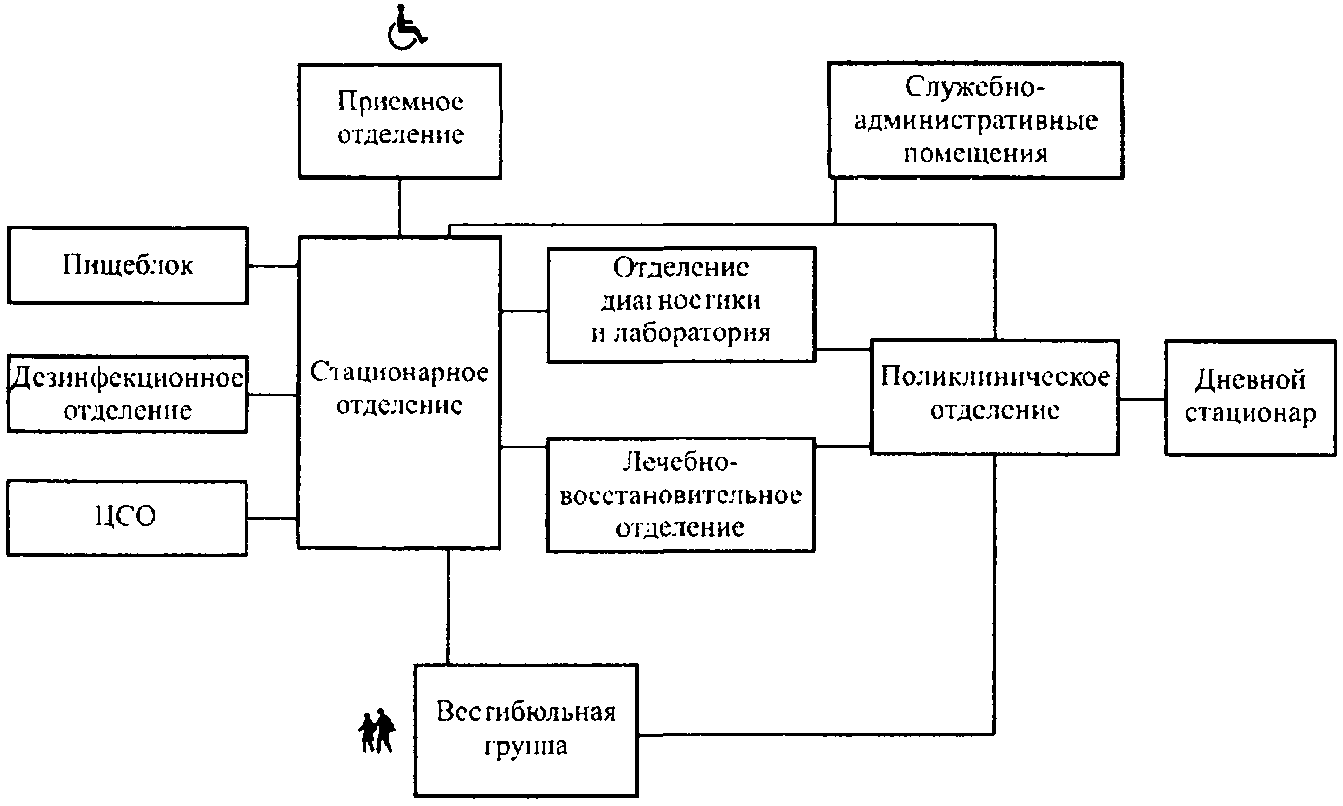 Приемное
отделение
Служебно-
административные
помещения
Пищеблок
Отделение
диагностики
и лаборатория
Дезинфекционное
отделение
Стационарное
отделение
Поликлиническое
отделение
Дневной
стационар
Лечебно-
восстановительное
отделение
ЦСО
Вестибюльная
группа